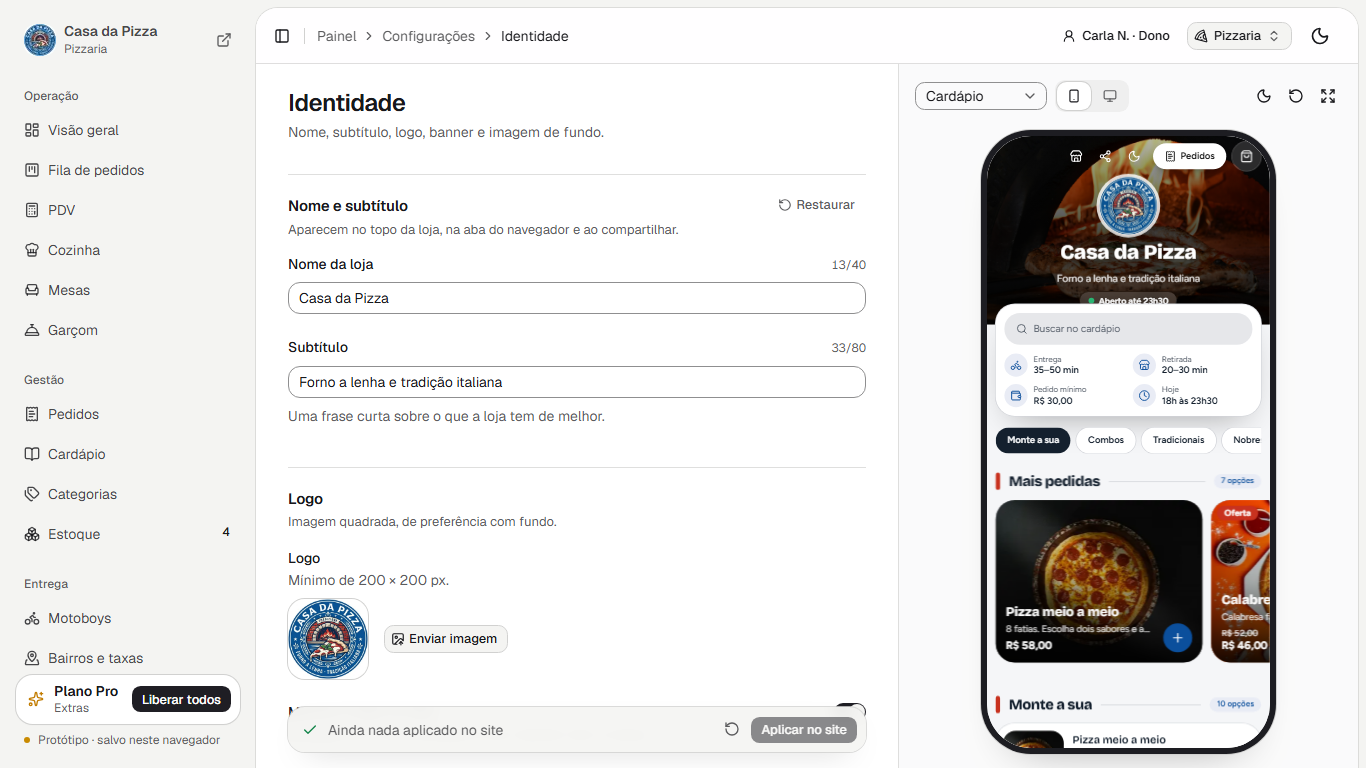 Casa da Pizza
Pizzaria
Operação
Visão geral
Fila de pedidos
PDV
Cozinha
Mesas
Garçom
Gestão
Pedidos
Cardápio
Categorias
Estoque 4
Entrega
Motoboys
Bairros e taxas
Plano Pro
Extras
Liberar todos
Protótipo · salvo neste navegador
Painel > Configurações > Identidade
Carla N. · Dono
Pizzaria
Identidade
Nome, subtítulo, logo, banner e imagem de fundo.
Nome e subtítulo
Restaurar
Aparecem no topo da loja, na aba do navegador e ao compartilhar.
Nome da loja 13/40
Casa da Pizza
Subtítulo 33/80
Forno a lenha e tradição italiana
Uma frase curta sobre o que a loja tem de melhor.
Logo
Imagem quadrada, de preferência com fundo.
Logo
Mínimo de 200 × 200 px.
CASA DA PIZZA
Enviar imagem
Ainda nada aplicado no site
Aplicar no site
Cardápio
Pedidos
CASA DA PIZZA
Casa da Pizza
Forno a lenha e tradição italiana
Aberto até 23h30
Buscar no cardápio
Entrega
35–50 min
Retirada
20–30 min
Pedido mínimo
R$ 30,00
Hoje
18h às 23h30
Monte a sua
Combos
Tradicionais
Nobre
Mais pedidas
7 opções
Pizza meio a meio
8 fatias. Escolha dois sabores e a...
R$ 58,00
Oferta
Calabre
Calabresa f
R$ 52,00
R$ 46,00
Monte a sua
10 opções
Pizza meio a meio